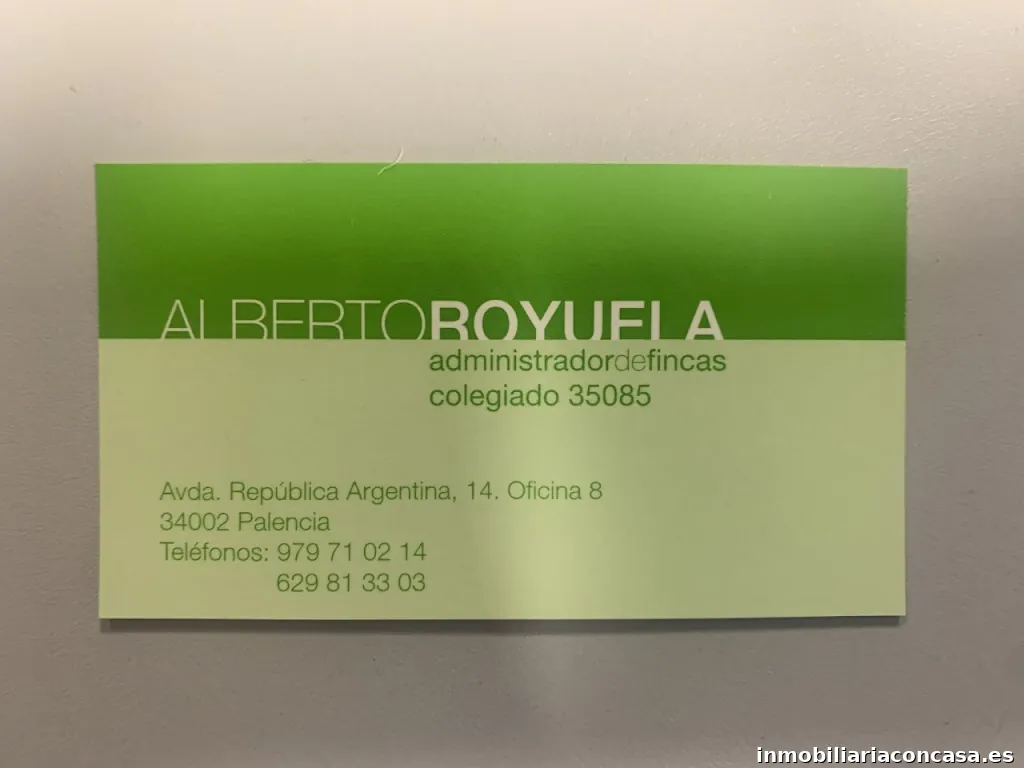 ALBERTOROYUELA
administradordefincas
colegiado 35085
Avda. República Argentina, 14. Oficina 8
34002 Palencia
Teléfonos: 979 71 02 14
629 81 33 03
inmobiliariaconcasa.es